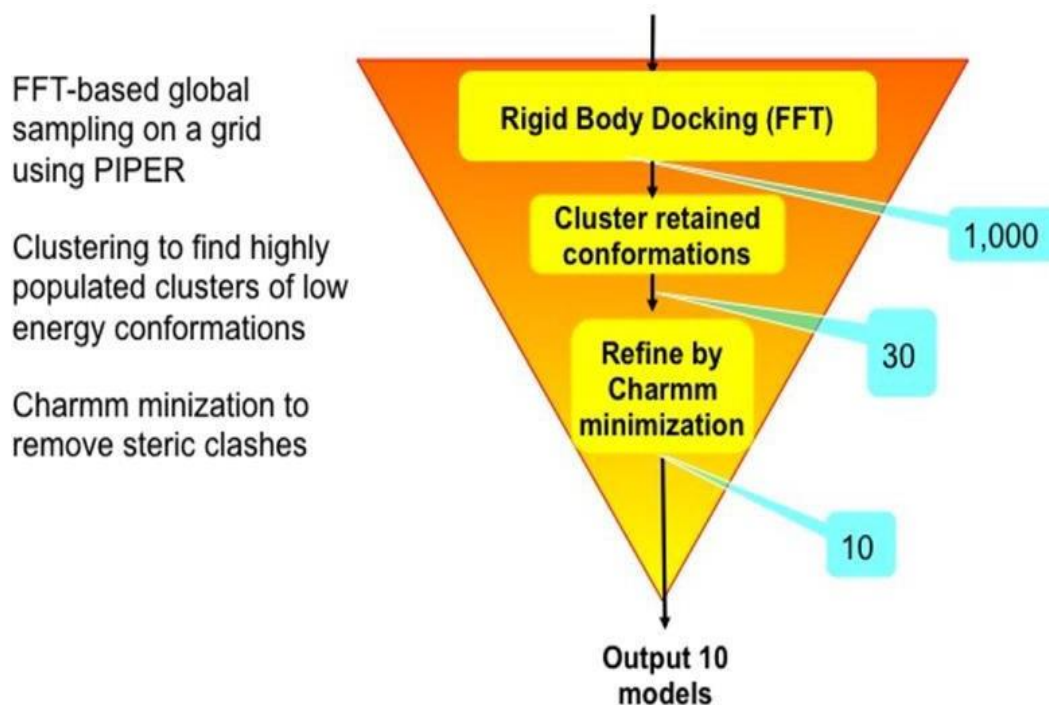 FFT-based global
sampling on a grid
using PIPER
Clustering to find highly
populated clusters of low
energy conformations
Charmm minization to
remove steric clashes
Rigid Body Docking (FFT)
1,000
Cluster retained
conformations
30
Refine by
Charmm
minimization
10
Output 10
models